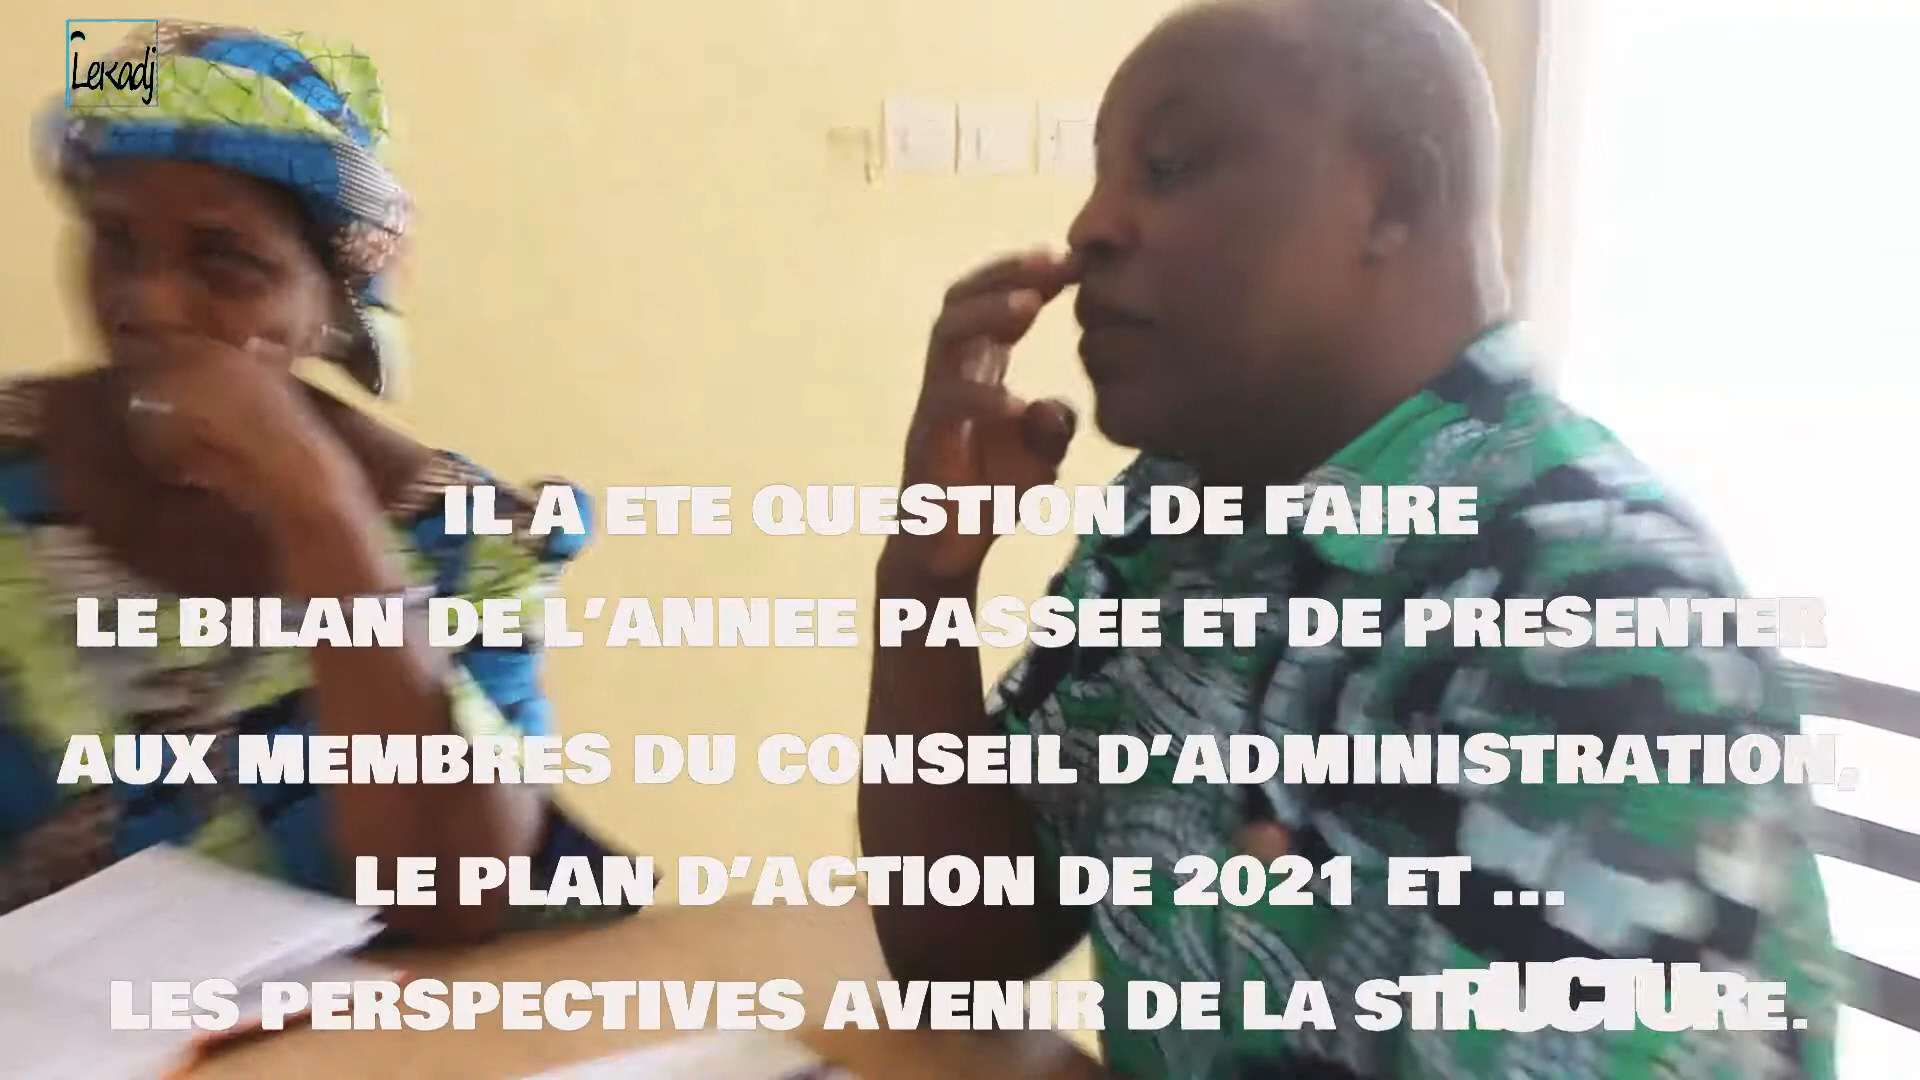 Lekadj
IL A ETE QUESTION DE FAIRE
LE BILAN DE L’ANNEE PASSEE ET DE PRESENTER
AUX MEMBRES DU CONSEIL D’ADMINISTRATION,
LE PLAN D’ACTION DE 2021 ET ...
LES PERSPECTIVES AVENIR DE LA STRUCTURE.